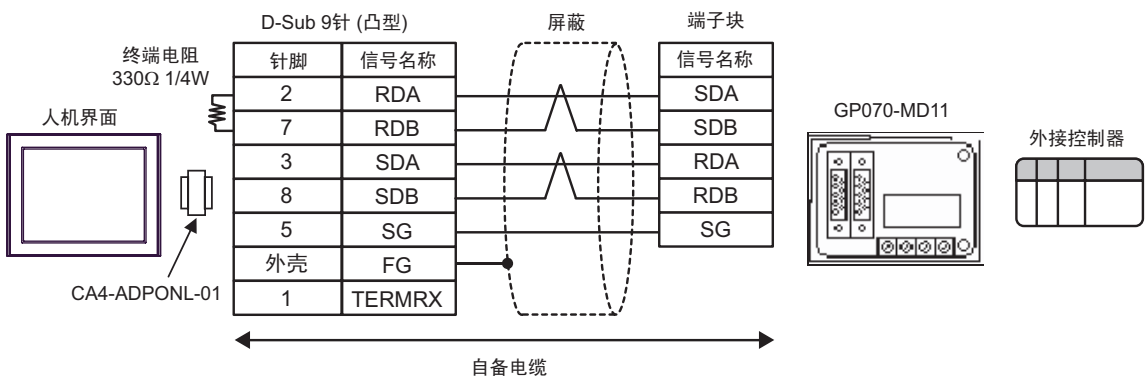 D-Sub 9针 (凸型)
屏蔽
端子块
终端电阻
330Ω 1/4W
针脚 信号名称
信号名称
2 RDA
SDA
7 RDB
SDB
3 SDA
RDA
8 SDB
RDB
5 SG
SG
外壳 FG
1 TERMRX
人机界面
CA4-ADPONL-01
GP070-MD11
外接控制器
自备电缆